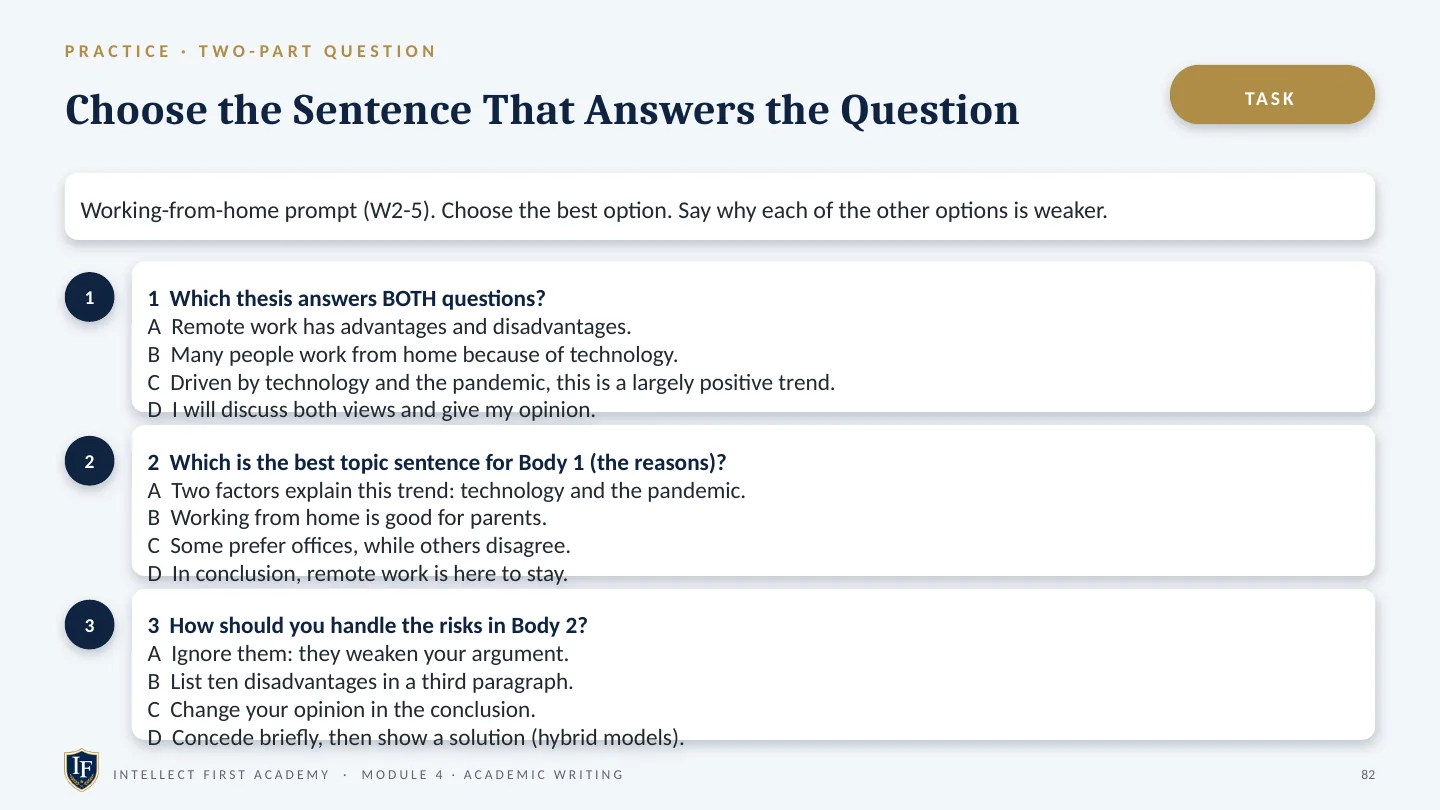 PRACTICE · TWO-PART QUESTION
Choose the Sentence That Answers the Question
TASK
Working-from-home prompt (W2-5). Choose the best option. Say why each of the other options is weaker.
1
1 Which thesis answers BOTH questions?
A Remote work has advantages and disadvantages.
B Many people work from home because of technology.
C Driven by technology and the pandemic, this is a largely positive trend.
D I will discuss both views and give my opinion.
2
2 Which is the best topic sentence for Body 1 (the reasons)?
A Two factors explain this trend: technology and the pandemic.
B Working from home is good for parents.
C Some prefer offices, while others disagree.
D In conclusion, remote work is here to stay.
3
3 How should you handle the risks in Body 2?
A Ignore them: they weaken your argument.
B List ten disadvantages in a third paragraph.
C Change your opinion in the conclusion.
D Concede briefly, then show a solution (hybrid models).
IF
INTELLECT FIRST ACADEMY · MODULE 4 · ACADEMIC WRITING
82